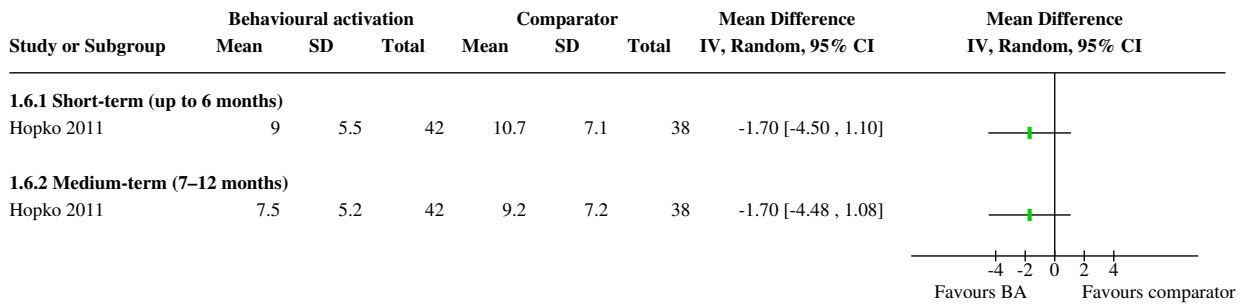 Behavioural activation Comparator Mean Difference Mean Difference
Study or Subgroup Mean SD Total Mean SD Total IV, Random, 95% CI IV, Random, 95% CI
1.6.1 Short-term (up to 6 months)
Hopko 2011 9 5.5 42 10.7 7.1 38 -1.70 [-4.50 , 1.10]
1.6.2 Medium-term (7–12 months)
Hopko 2011 7.5 5.2 42 9.2 7.2 38 -1.70 [-4.48 , 1.08]
-4 -2 0 2 4
Favours BA Favours comparator